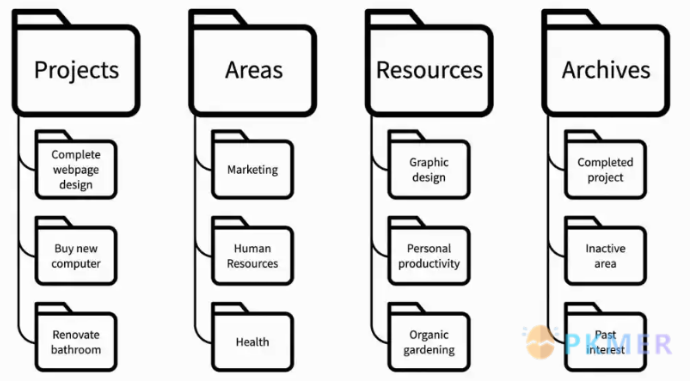 Projects
Complete
webpage
design
Buy new
computer
Renovate
bathroom
Areas
Marketing
Human
Resources
Health
Resources
Graphic
design
Personal
productivity
Organic
gardening
Archives
Completed
project
Inactive
area
Past
interest
PKMER